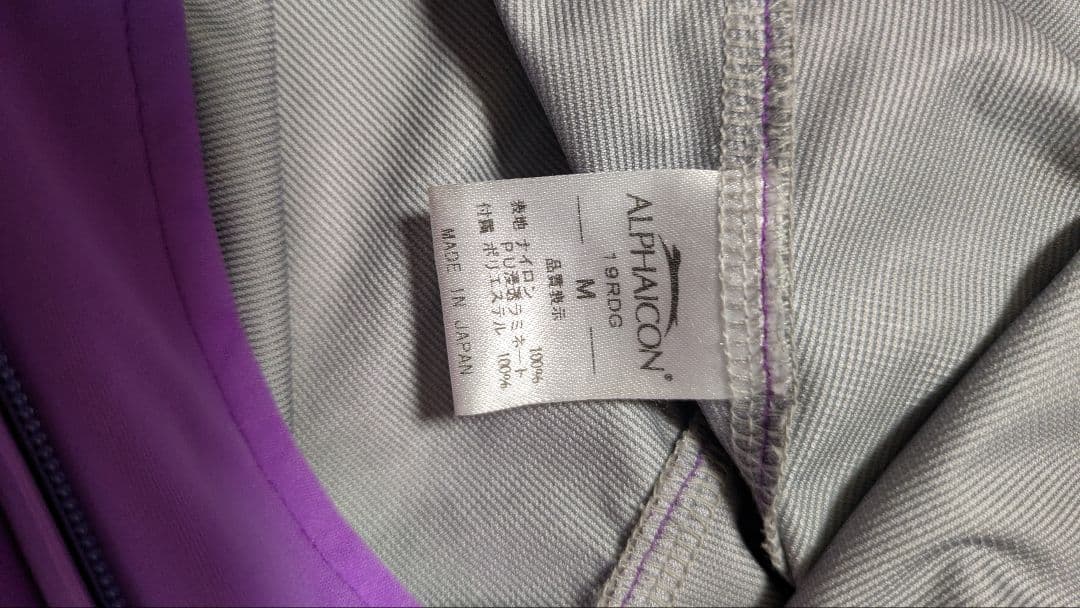 ALPHAICON®
19RDG
M
品質表示
表地 ナイロン 100%
PU浸透ラミネート
付属 ポリエステル 100%
MADE IN JAPAN